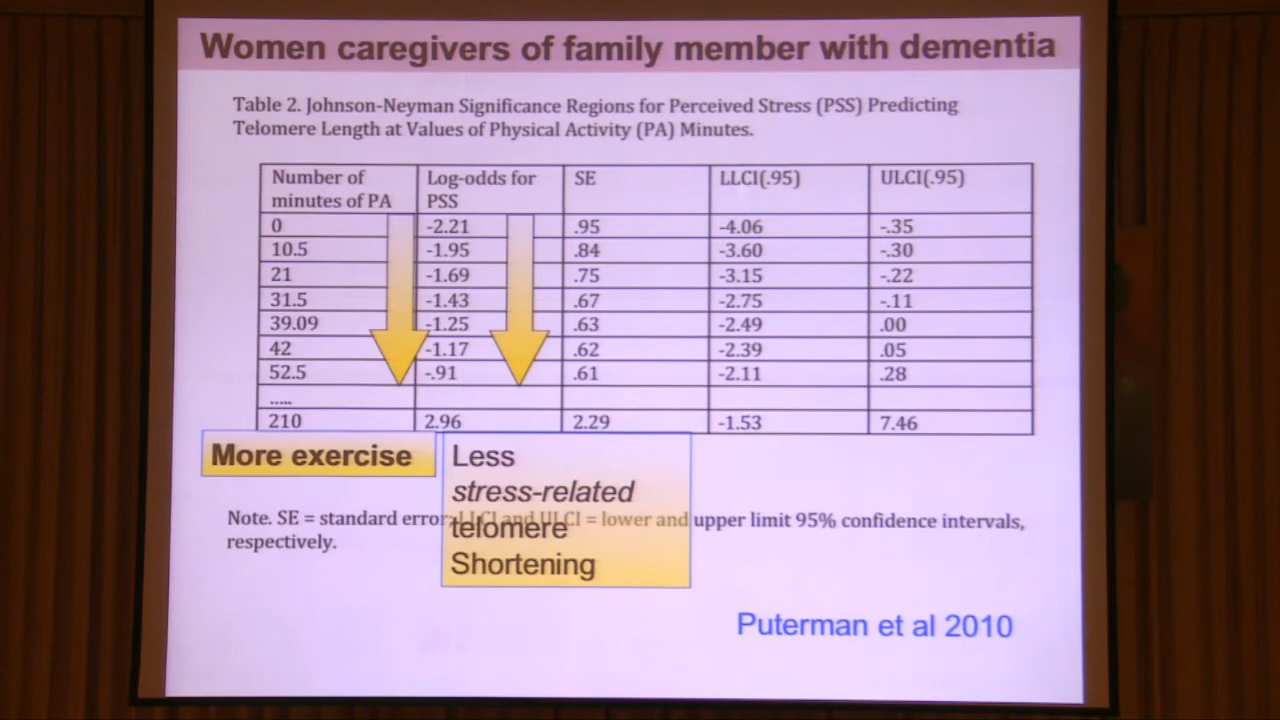 Women caregivers of family member with dementia
Table 2. Johnson-Neyman Significance Regions for Perceived Stress (PSS) Predicting
Telomere Length at Values of Physical Activity (PA) Minutes.
Number of minutes of PA | Log-odds for PSS | SE | LLCI(.95) | ULCI(.95)
0 | -2.21 | .95 | -4.06 | -.35
10.5 | -1.95 | .84 | -3.60 | -.30
21 | -1.69 | .75 | -3.15 | -.22
31.5 | -1.43 | .67 | -2.75 | -.11
39.09 | -1.25 | .63 | -2.49 | .00
42 | -1.17 | .62 | -2.39 | .05
52.5 | -.91 | .61 | -2.11 | .28
.....
210 | 2.96 | 2.29 | -1.53 | 7.46
More exercise
Less
stress-related
telomere
Shortening
Note. SE = standard error; LLCI and ULCI = lower and upper limit 95% confidence intervals,
respectively.
Puterman et al 2010